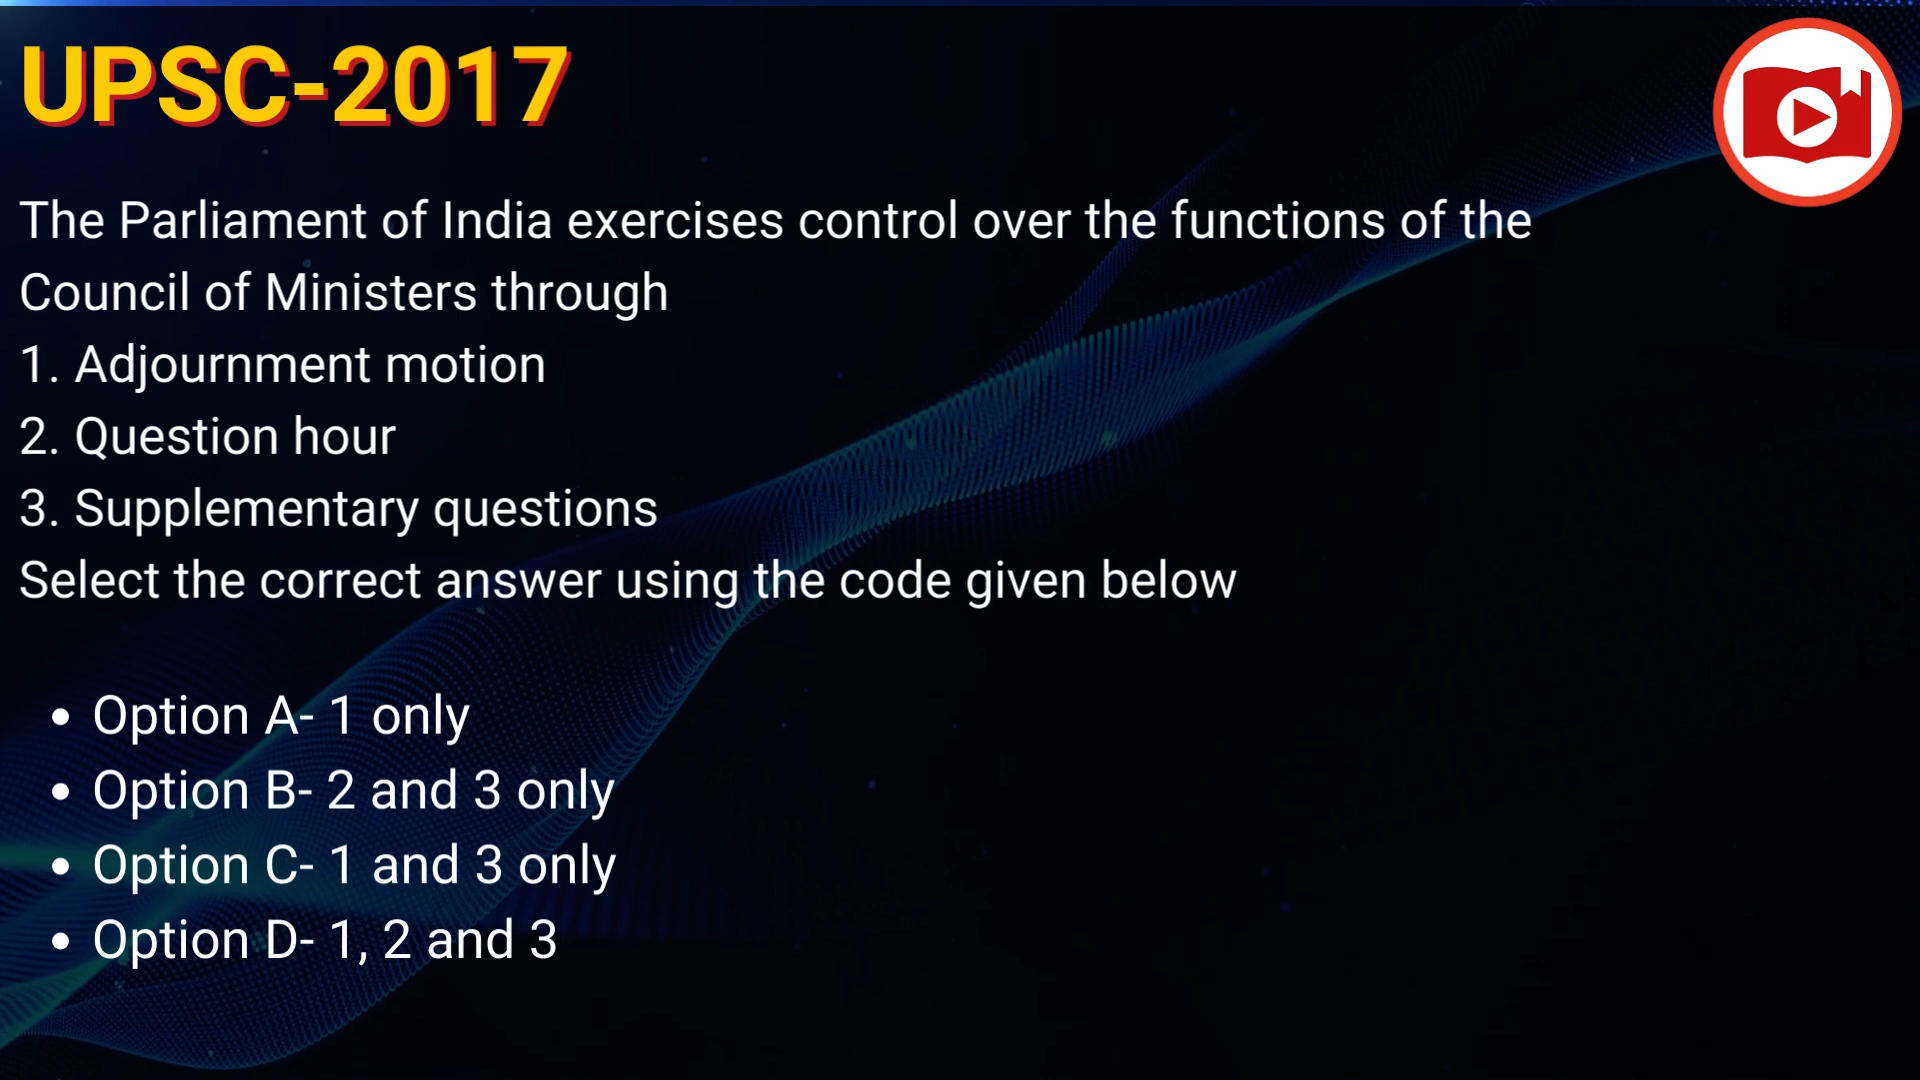 UPSC-2017
The Parliament of India exercises control over the functions of the
Council of Ministers through
1. Adjournment motion
2. Question hour
3. Supplementary questions
Select the correct answer using the code given below
• Option A- 1 only
• Option B- 2 and 3 only
• Option C- 1 and 3 only
• Option D- 1, 2 and 3